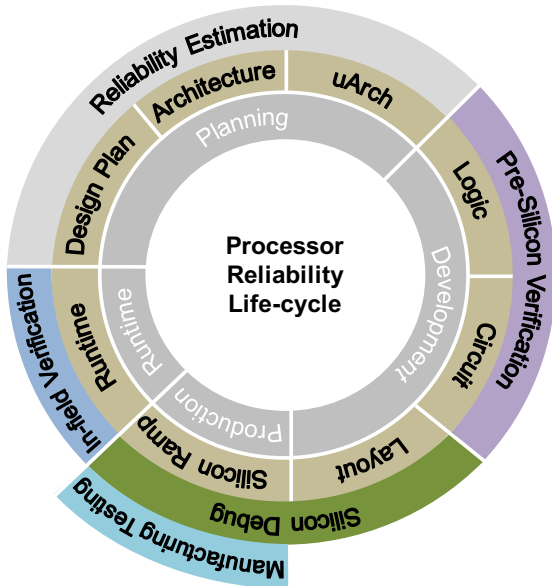 Reliability Estimation
Design Plan
Architecture
uArch
Planning
Pre-Silicon Verification
Logic
Circuit
Development
Processor
Reliability
Life-cycle
In-field Verification
Runtime
Runtime
Production
Silicon Ramp
Layout
Silicon Debug
Manufacturing Testing